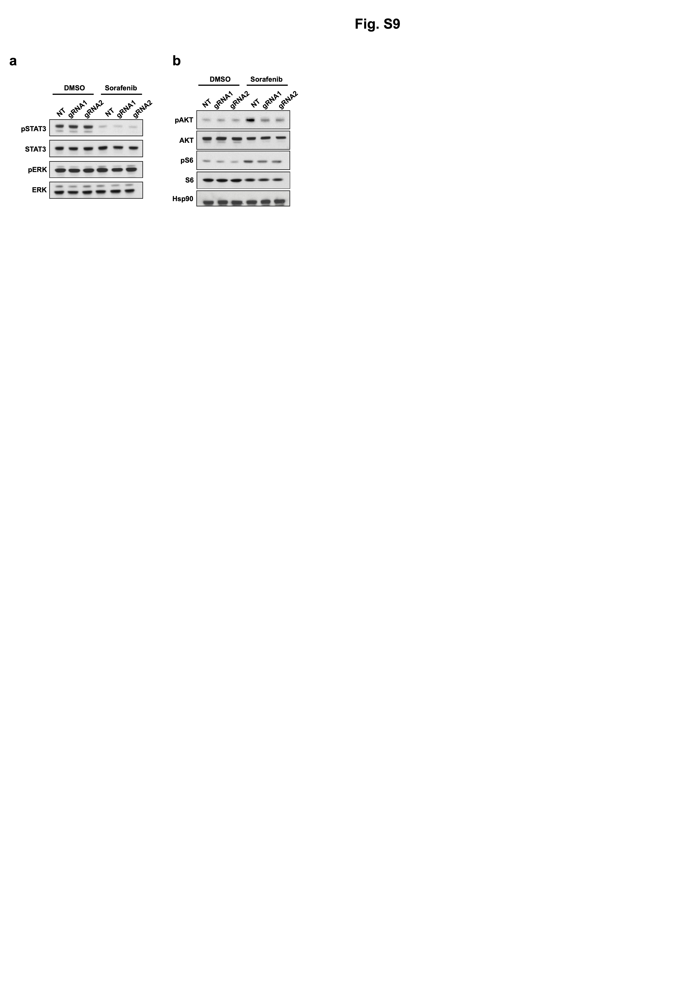 Fig. S9
a
DMSO Sorafenib
NT gRNA1 gRNA2 NT gRNA1 gRNA2
pSTAT3
STAT3
pERK
ERK
b
DMSO Sorafenib
NT gRNA1 gRNA2 NT gRNA1 gRNA2
pAKT
AKT
pS6
S6
Hsp90